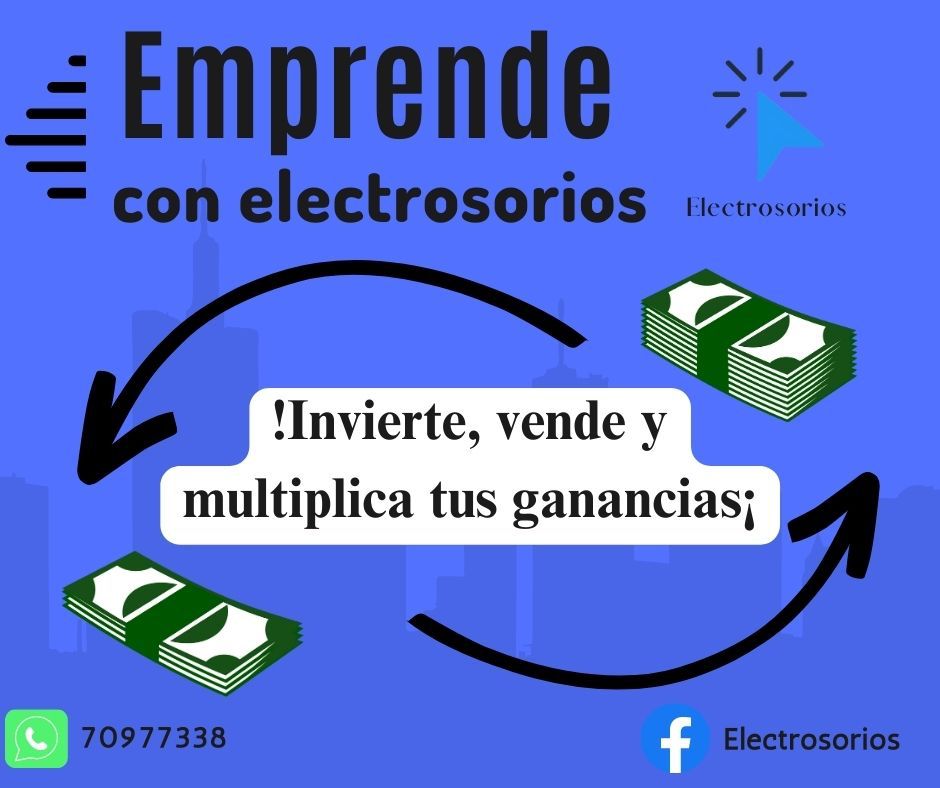 Emprende
con electrosorios
Electrosorios
!Invierte, vende y
multiplica tus ganancias¡
70977338
Electrosorios